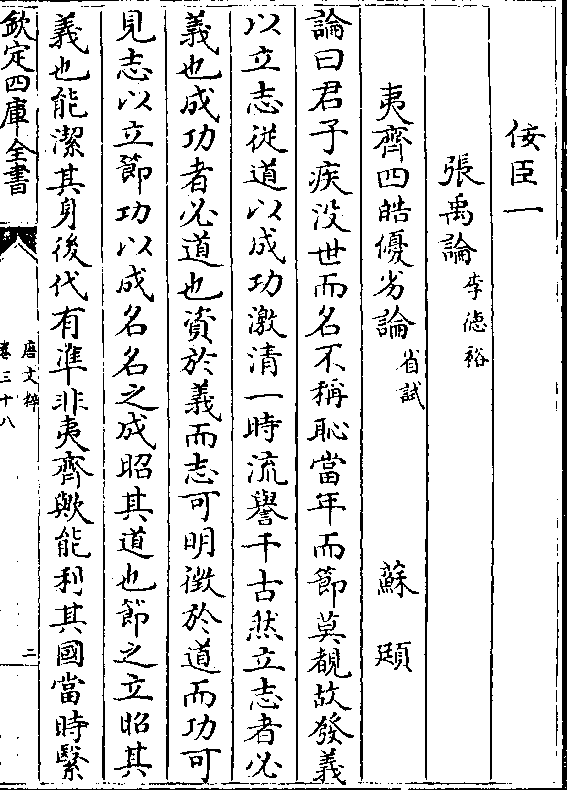 佞臣一
張禹論李徳裕
夷齊四皓優劣論省試 蘇頲
論曰君子疾没世而名不稱恥當年而節莫覩故發義
以立志從道以成功激清一時流譽千古然立志者必
義也成功者必道也資於義而志可明徴於道而功可
見志以立節功以成名名之成昭其道也節之立昭其
義也能潔其身後代有準非夷齊歟能利其國當時繄
欽定四庫全書
唐文粹
卷三十八
二